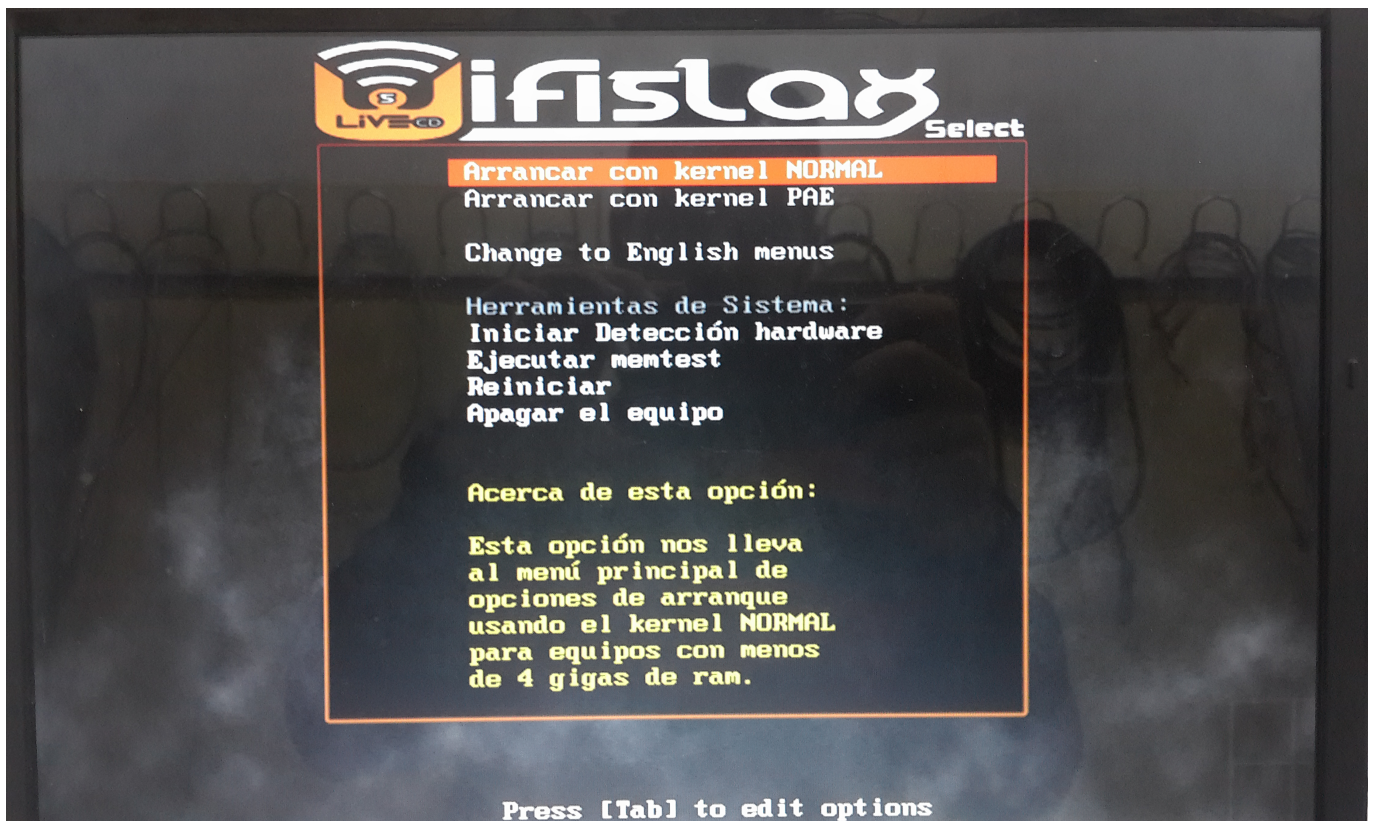 Wifislax
S
LiVE CD
Select
Arrancar con kernel NORMAL
Arrancar con kernel PAE
Change to English menus
Herramientas de Sistema:
Iniciar Detección hardware
Ejecutar memtest
Reiniciar
Apagar el equipo
Acerca de esta opción:
Esta opción nos lleva
al menú principal de
opciones de arranque
usando el kernel NORMAL
para equipos con menos
de 4 gigas de ram.
Press [Tab] to edit options